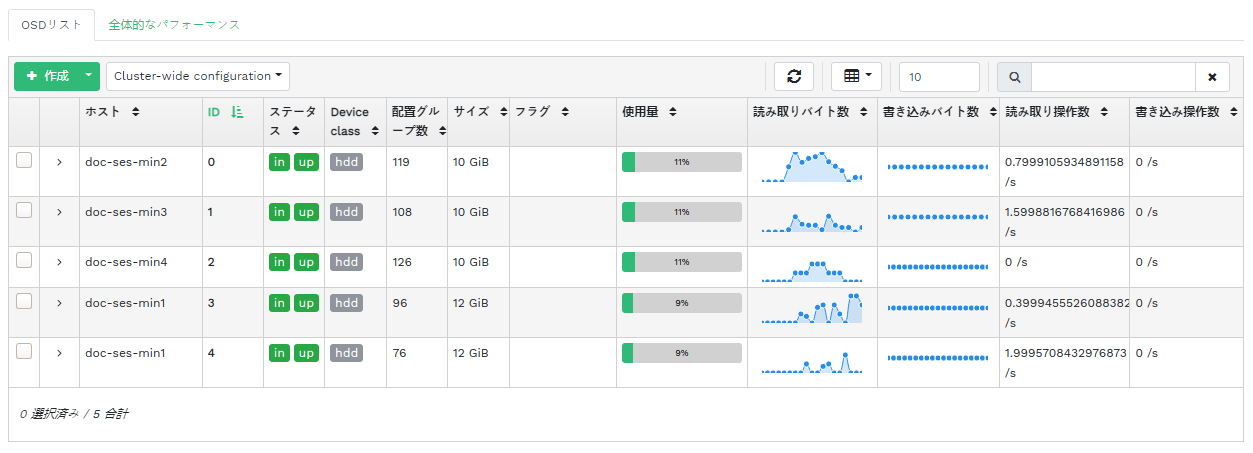 OSDリスト 全体的なパフォーマンス
作成 Cluster-wide configuration 10
ホスト ID ステータス Device class 配置グループ数 サイズ フラグ 使用量 読み取りバイト数 書き込みバイト数 読み取り操作数 書き込み操作数
doc-ses-min2 0 in up hdd 119 10 GiB 11% 0.7999105934891158 /s 0 /s
doc-ses-min3 1 in up hdd 108 10 GiB 11% 1.5998816768416986 /s 0 /s
doc-ses-min4 2 in up hdd 126 10 GiB 11% 0 /s 0 /s
doc-ses-min1 3 in up hdd 96 12 GiB 9% 0.3999455526088382 /s 0 /s
doc-ses-min1 4 in up hdd 76 12 GiB 9% 1.9995708432976873 /s 0 /s
0 選択済み / 5 合計